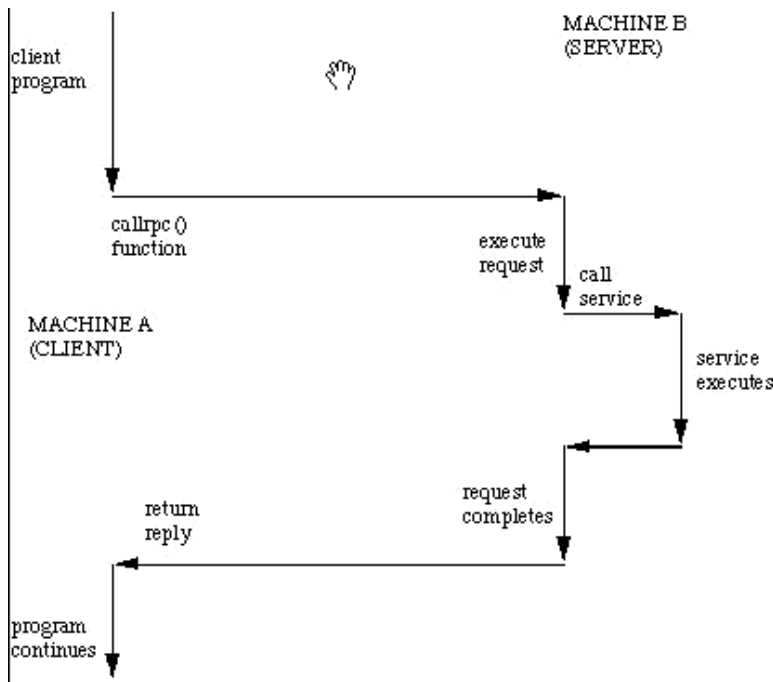 MACHINE B
(SERVER)
client
program
callrpc()
function
execute
request
call
service
MACHINE A
(CLIENT)
service
executes
request
completes
return
reply
program
continues